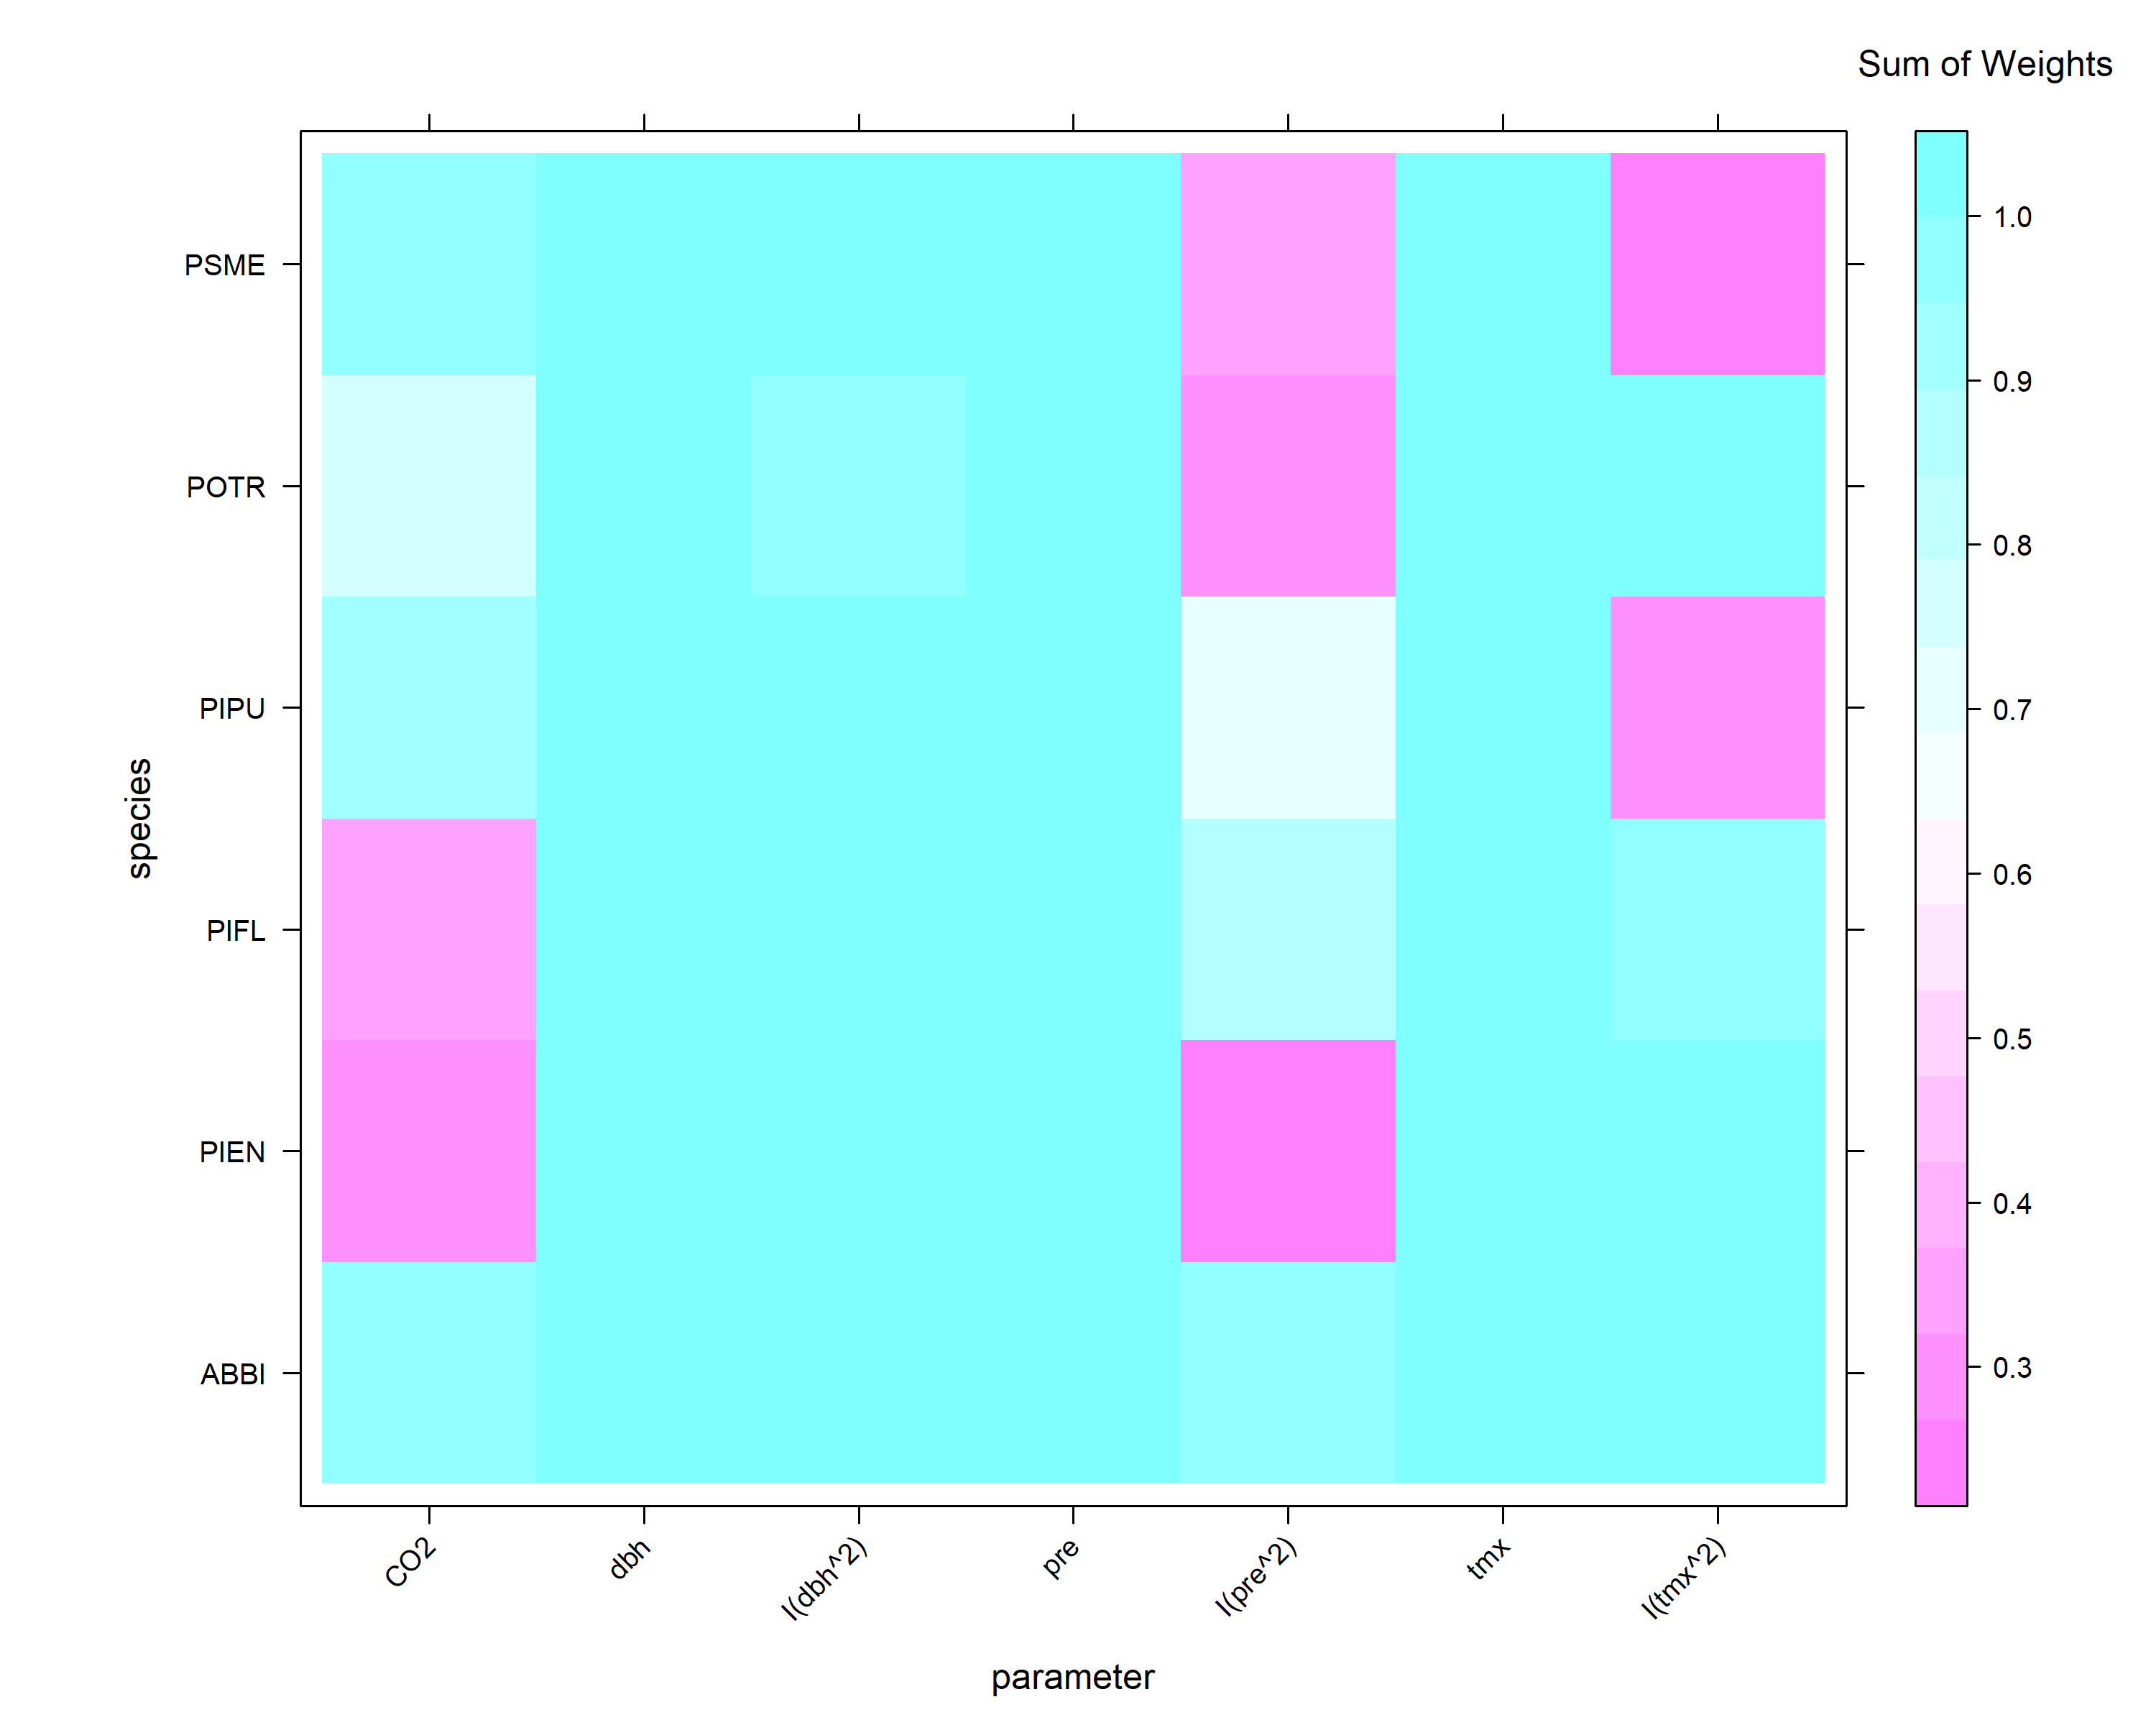 Sum of Weights
PSME
POTR
PIPU
PIFL
PIEN
ABBI
species
CO2
dbh
I(dbh^2)
pre
I(pre^2)
tmx
I(tmx^2)
parameter
1.0
0.9
0.8
0.7
0.6
0.5
0.4
0.3